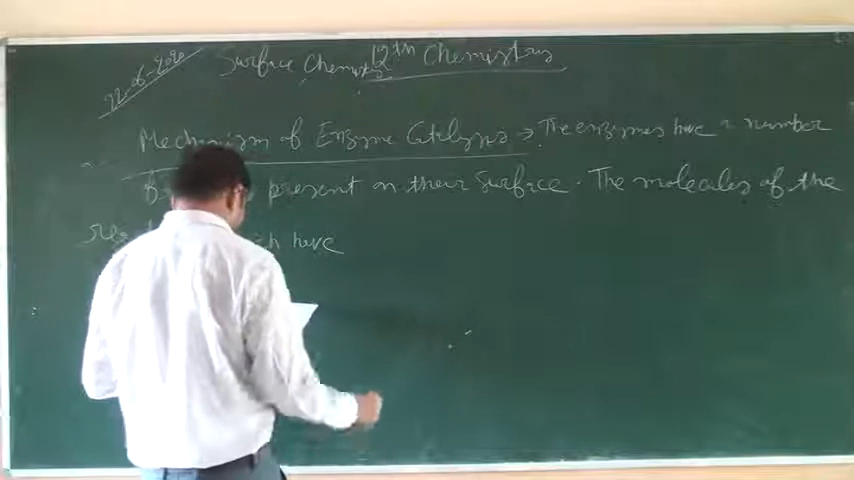 22-06-2020
Surface Chemistry 12th Chemistry
Mechanism of Enzyme Catalysis → The enzymes have a number
present on their surface. The molecules of the
have